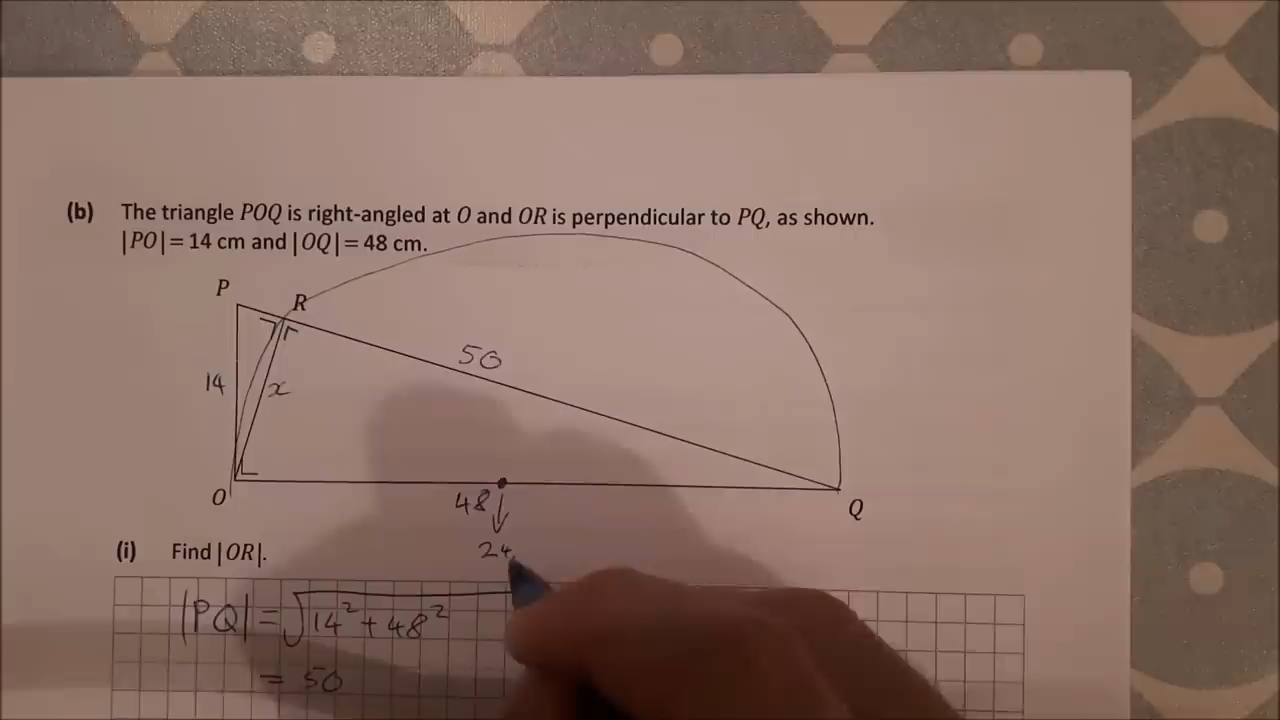 (b) The triangle POQ is right-angled at O and OR is perpendicular to PQ, as shown.
|PO| = 14 cm and |OQ| = 48 cm.
P
R
50
14
x
O
48
Q
24
(i) Find |OR|.
|PQ| = √14² + 48²
= 50